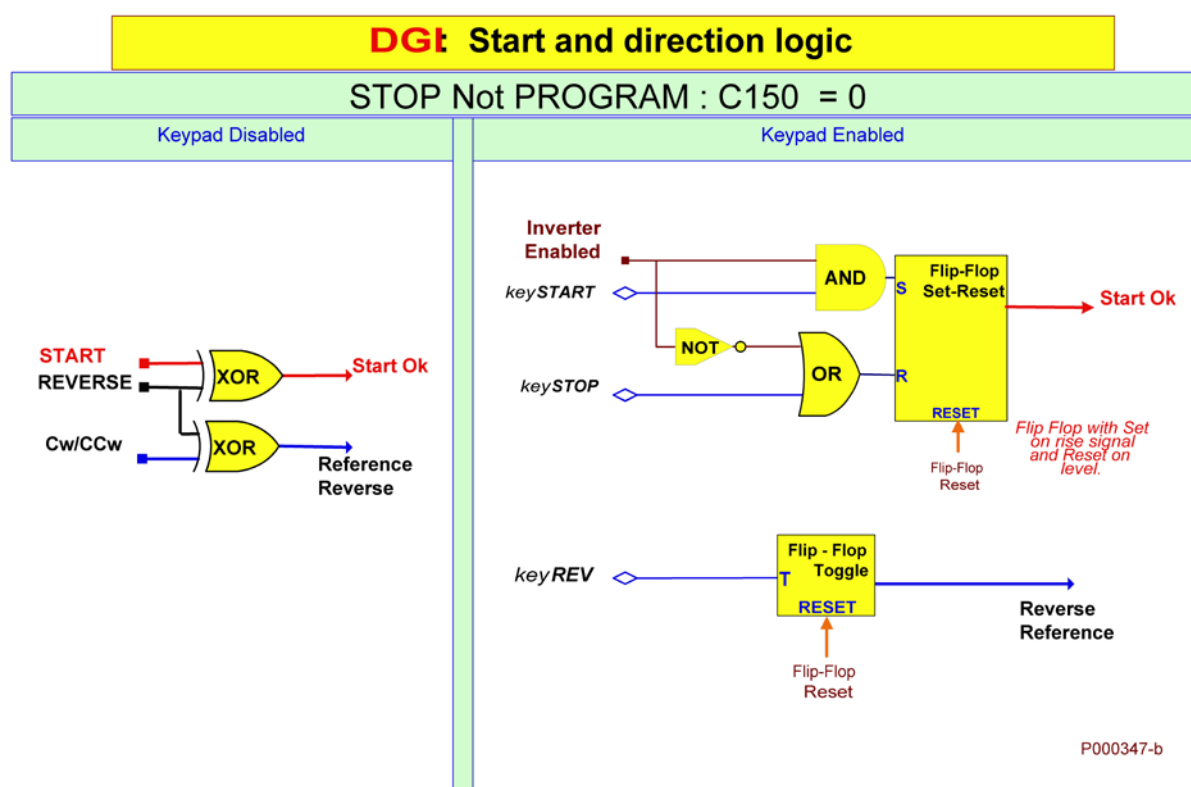 DGI: Start and direction logic
STOP Not PROGRAM : C150 = 0
Keypad Disabled
START
REVERSE
XOR
Start Ok
Cw/CCw
XOR
Reference
Reverse
Keypad Enabled
Inverter
Enabled
keySTART
AND
S
Flip-Flop
Set-Reset
Start Ok
NOT
keySTOP
OR
R
RESET
Flip-Flop
Reset
Flip Flop with Set
on rise signal
and Reset on
level.
keyREV
T
Flip - Flop
Toggle
RESET
Reverse
Reference
Flip-Flop
Reset
P000347-b